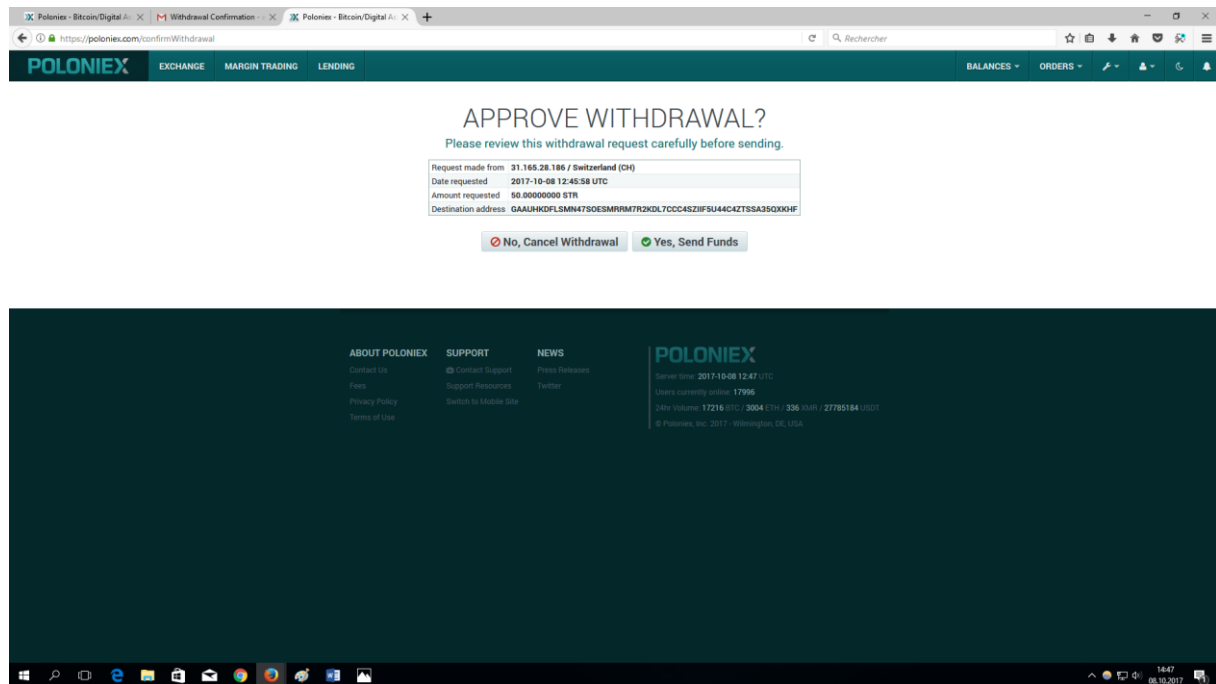 Poloniex - Bitcoin/Digital As
Withdrawal Confirmation -
Poloniex - Bitcoin/Digital As
https://poloniex.com/confirmWithdrawal
Rechercher
POLONIEX EXCHANGE MARGIN TRADING LENDING BALANCES ORDERS
APPROVE WITHDRAWAL?
Please review this withdrawal request carefully before sending.
Request made from 31.165.28.186 / Switzerland (CH)
Date requested 2017-10-08 12:45:58 UTC
Amount requested 50.00000000 STR
Destination address GAAUHKDFLSMN47SOESMRRM7R2KDL7CCC4SZIIF5U44C4ZTSSA35QXKHF
No, Cancel Withdrawal Yes, Send Funds
ABOUT POLONIEX
Contact Us
Fees
Privacy Policy
Terms of Use
SUPPORT
Contact Support
Support Resources
Switch to Mobile Site
NEWS
Press Releases
Twitter
POLONIEX
Server time: 2017-10-08 12:47 UTC
Users currently online: 17996
24hr Volume: 17216 BTC / 3004 ETH / 336 XMR / 27785184 USDT
© Poloniex, Inc. 2017 - Wilmington, DE, USA
14:47
08.10.2017